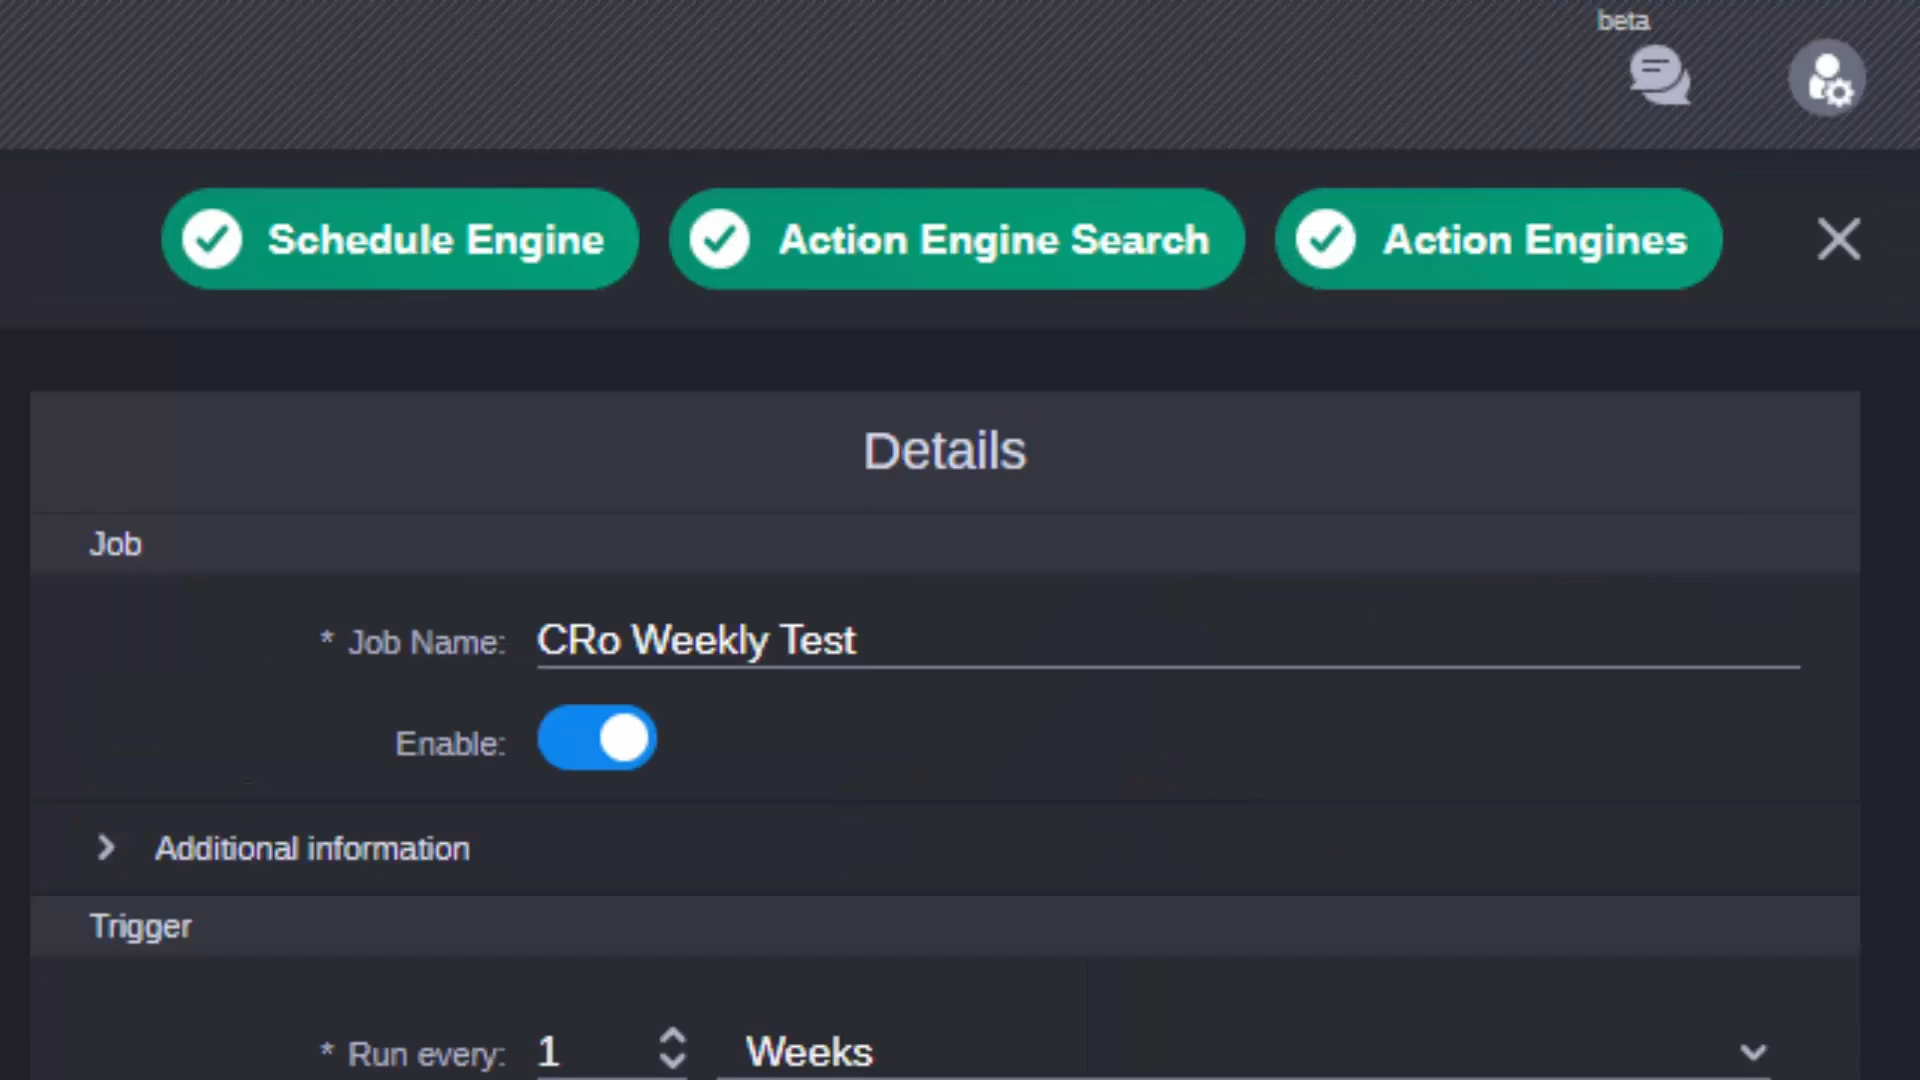 beta
Schedule Engine
Action Engine Search
Action Engines
Details
Job
* Job Name: CRo Weekly Test
Enable:
Additional information
Trigger
* Run every: 1 Weeks